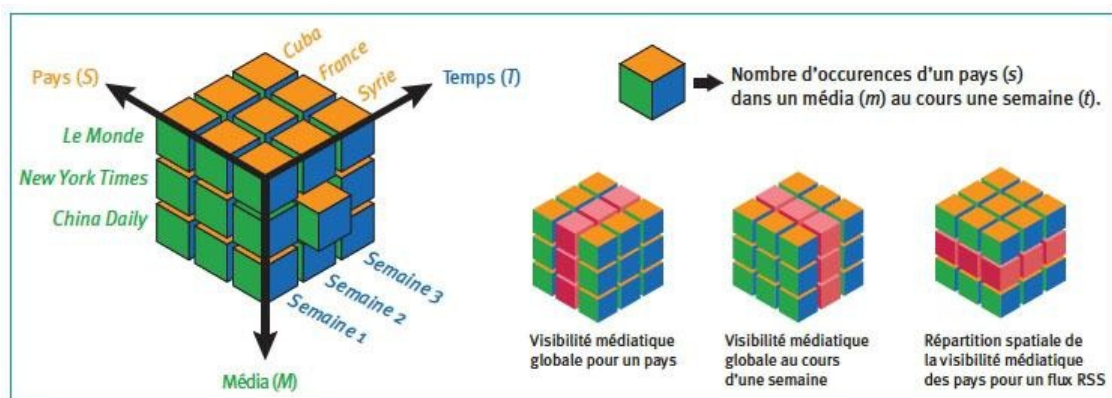 Cuba
France
Syrie
Pays (S)
Temps (T)
Le Monde
New York Times
China Daily
Semaine 3
Semaine 2
Semaine 1
Média (M)
Nombre d'occurences d'un pays (s)
dans un média (m) au cours une semaine (t).
Visibilité médiatique
globale pour un pays
Visibilité médiatique
globale au cours
d'une semaine
Répartition spatiale de
la visibilité médiatique
des pays pour un flux RSS